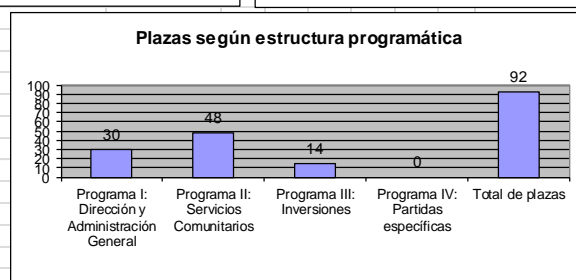 Plazas según estructura programática
100
90
80
70
60
50
40
30
20
10
0
30
48
14
0
92
Programa I:
Dirección y
Administración
General
Programa II:
Servicios
Comunitarios
Programa III:
Inversiones
Programa IV:
Partidas
específicas
Total de plazas